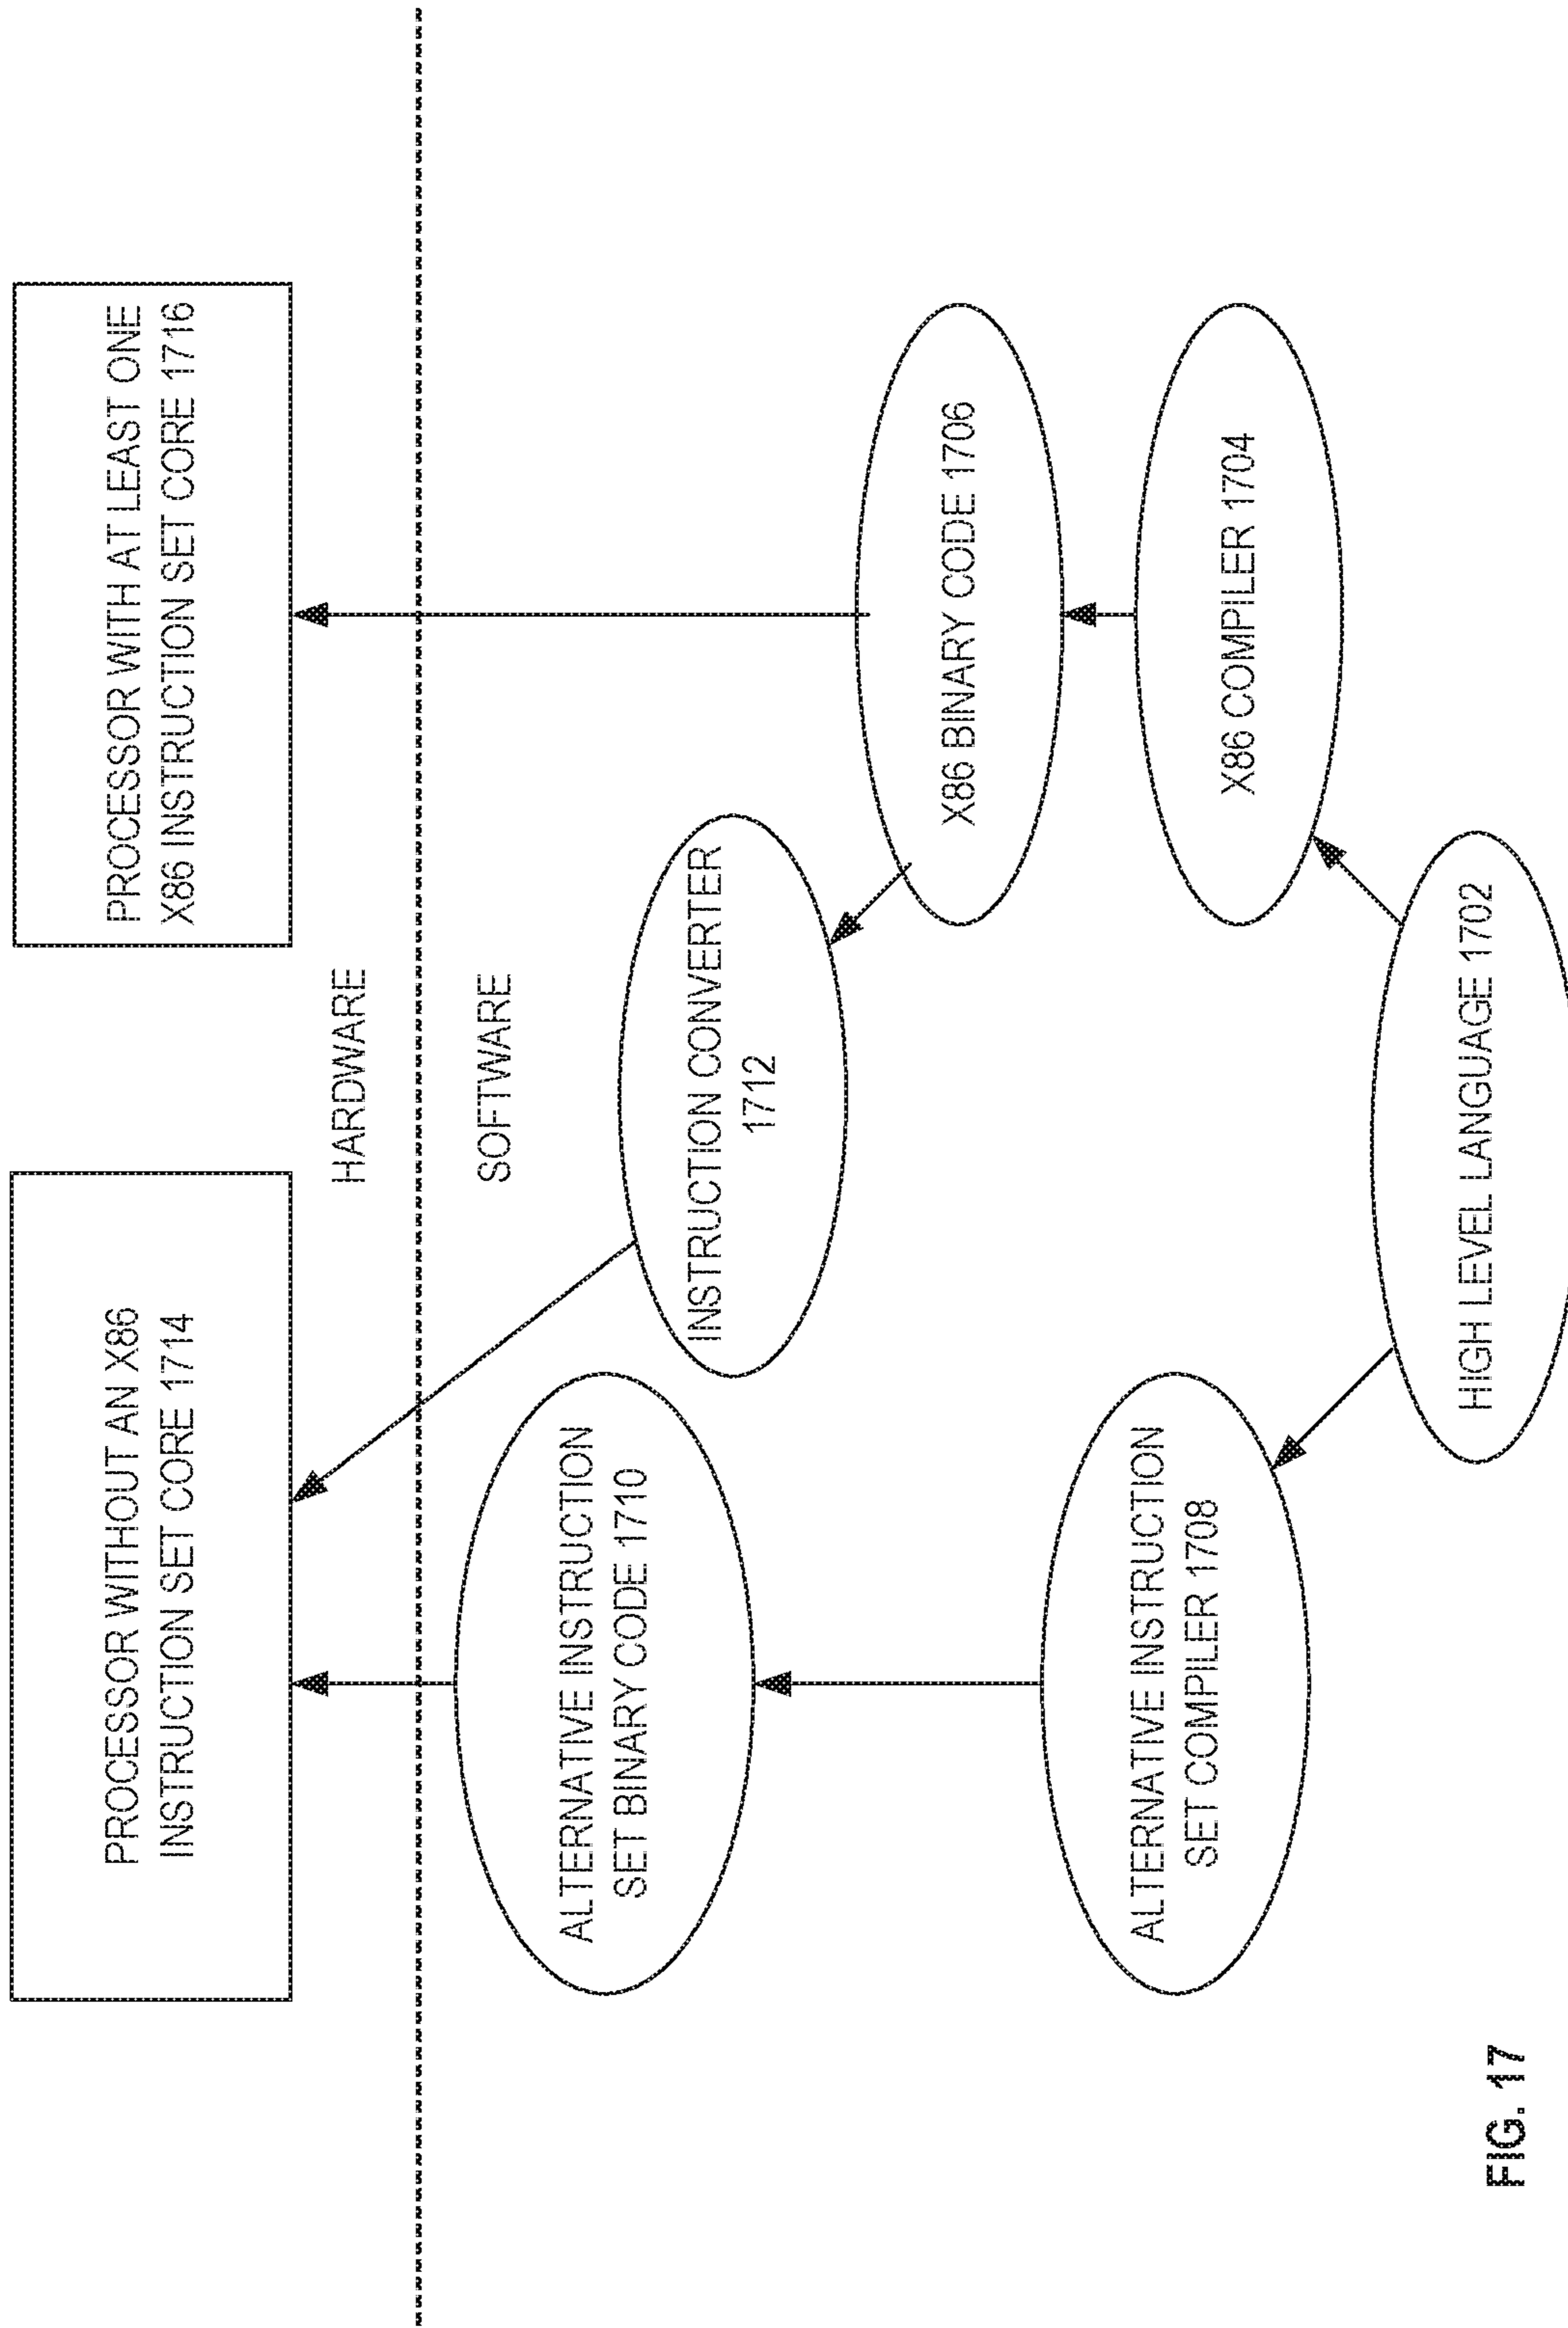 PROCESSOR WITHOUT AN X86
INSTRUCTION SET CORE 1714
PROCESSOR WITH AT LEAST ONE
X86 INSTRUCTION SET CORE 1716
HARDWARE
SOFTWARE
ALTERNATIVE INSTRUCTION
SET BINARY CODE 1710
INSTRUCTION CONVERTER
1712
X86 BINARY CODE 1706
ALTERNATIVE INSTRUCTION
SET COMPILER 1708
X86 COMPILER 1704
HIGH LEVEL LANGUAGE 1702
FIG. 17